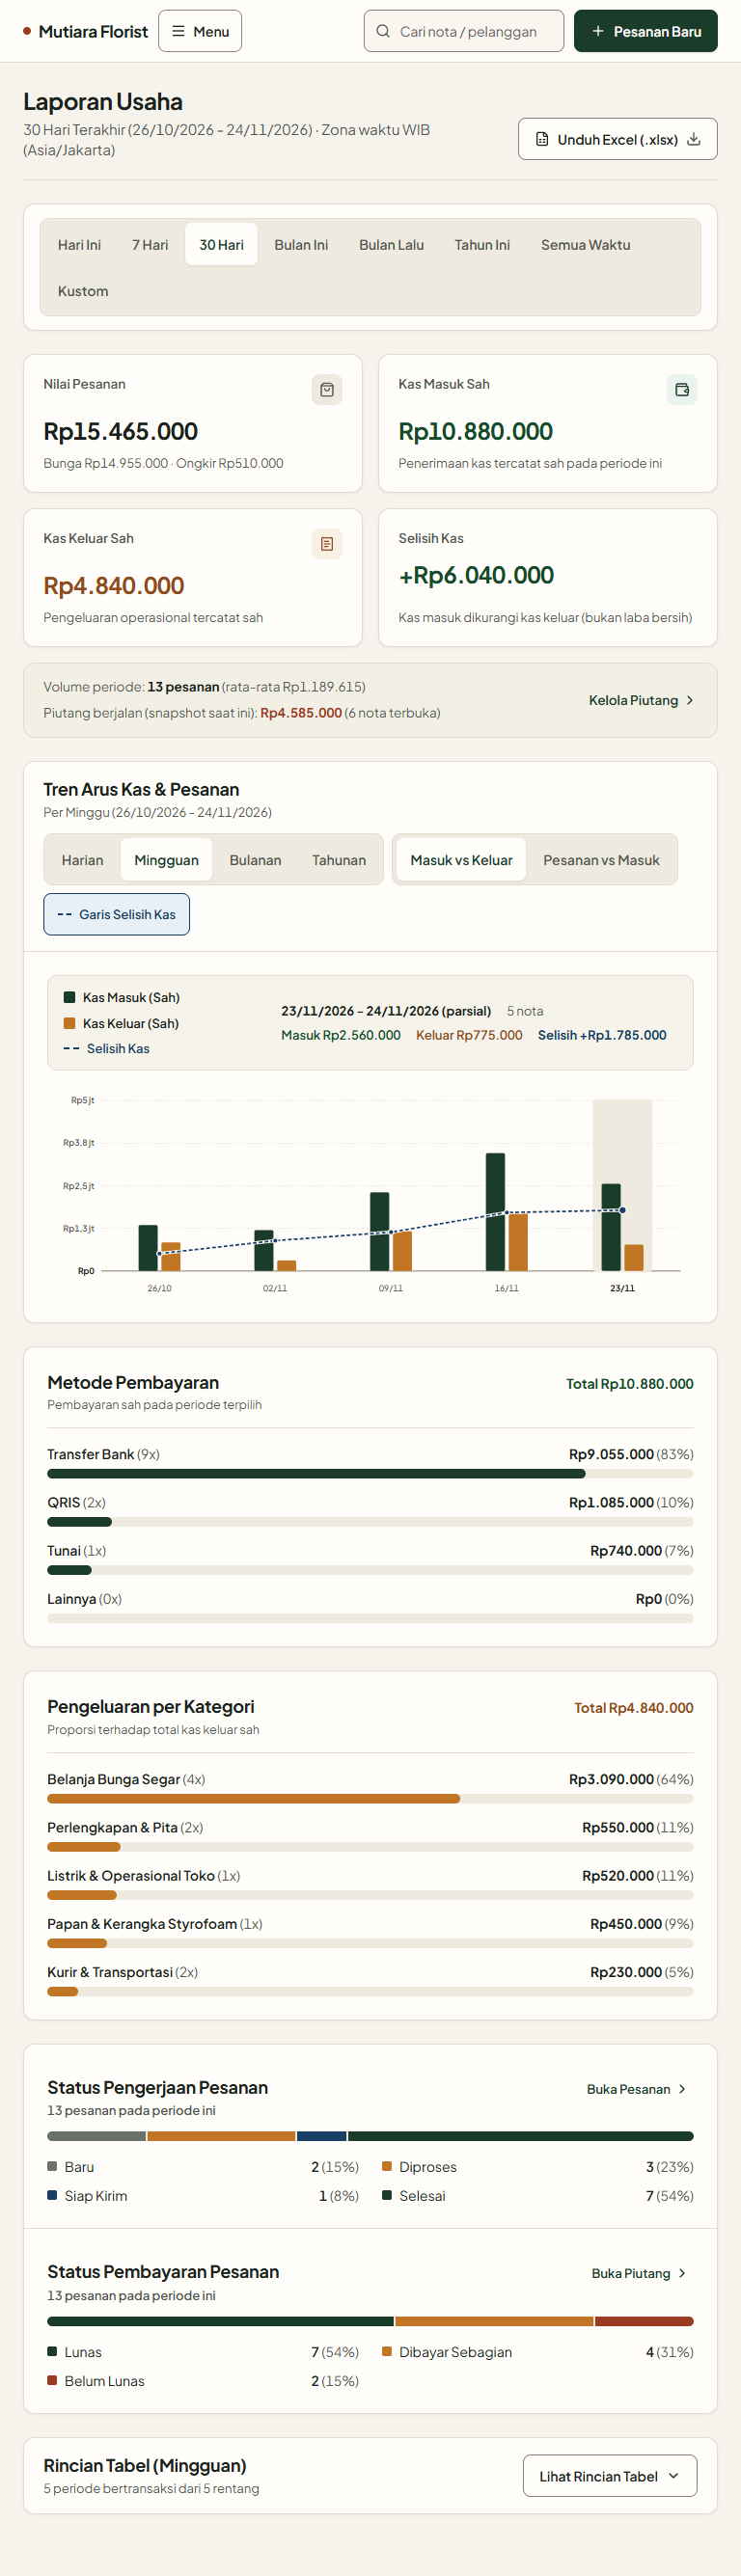 Mutiara Florist
Menu
Cari nota / pelanggan
Pesanan Baru
Laporan Usaha
30 Hari Terakhir (26/10/2026 - 24/11/2026) · Zona waktu WIB
(Asia/Jakarta)
Unduh Excel (.xlsx)
Hari Ini
7 Hari
30 Hari
Bulan Ini
Bulan Lalu
Tahun Ini
Semua Waktu
Kustom
Nilai Pesanan
Rp15.465.000
Bunga Rp14.955.000 · Ongkir Rp510.000
Kas Masuk Sah
Rp10.880.000
Penerimaan kas tercatat sah pada periode ini
Kas Keluar Sah
Rp4.840.000
Pengeluaran operasional tercatat sah
Selisih Kas
+Rp6.040.000
Kas masuk dikurangi kas keluar (bukan laba bersih)
Volume periode: 13 pesanan (rata-rata Rp1.189.615)
Piutang berjalan (snapshot saat ini): Rp4.585.000 (6 nota terbuka)
Kelola Piutang
Tren Arus Kas & Pesanan
Per Minggu (26/10/2026 - 24/11/2026)
Harian
Mingguan
Bulanan
Tahunan
Masuk vs Keluar
Pesanan vs Masuk
Garis Selisih Kas
Kas Masuk (Sah)
Kas Keluar (Sah)
Selisih Kas
23/11/2026 – 24/11/2026 (parsial) 5 nota
Masuk Rp2.560.000 Keluar Rp775.000 Selisih +Rp1.785.000
Rp5 jt
Rp3,8 jt
Rp2,5 jt
Rp1,3 jt
Rp0
26/10
02/11
09/11
16/11
23/11
Metode Pembayaran
Pembayaran sah pada periode terpilih
Total Rp10.880.000
Transfer Bank (9x)
Rp9.055.000 (83%)
QRIS (2x)
Rp1.085.000 (10%)
Tunai (1x)
Rp740.000 (7%)
Lainnya (0x)
Rp0 (0%)
Pengeluaran per Kategori
Proporsi terhadap total kas keluar sah
Total Rp4.840.000
Belanja Bunga Segar (4x)
Rp3.090.000 (64%)
Perlengkapan & Pita (2x)
Rp550.000 (11%)
Listrik & Operasional Toko (1x)
Rp520.000 (11%)
Papan & Kerangka Styrofoam (1x)
Rp450.000 (9%)
Kurir & Transportasi (2x)
Rp230.000 (5%)
Status Pengerjaan Pesanan
13 pesanan pada periode ini
Buka Pesanan
Baru
2 (15%)
Diproses
3 (23%)
Siap Kirim
1 (8%)
Selesai
7 (54%)
Status Pembayaran Pesanan
13 pesanan pada periode ini
Buka Piutang
Lunas
7 (54%)
Dibayar Sebagian
4 (31%)
Belum Lunas
2 (15%)
Rincian Tabel (Mingguan)
5 periode bertransaksi dari 5 rentang
Lihat Rincian Tabel